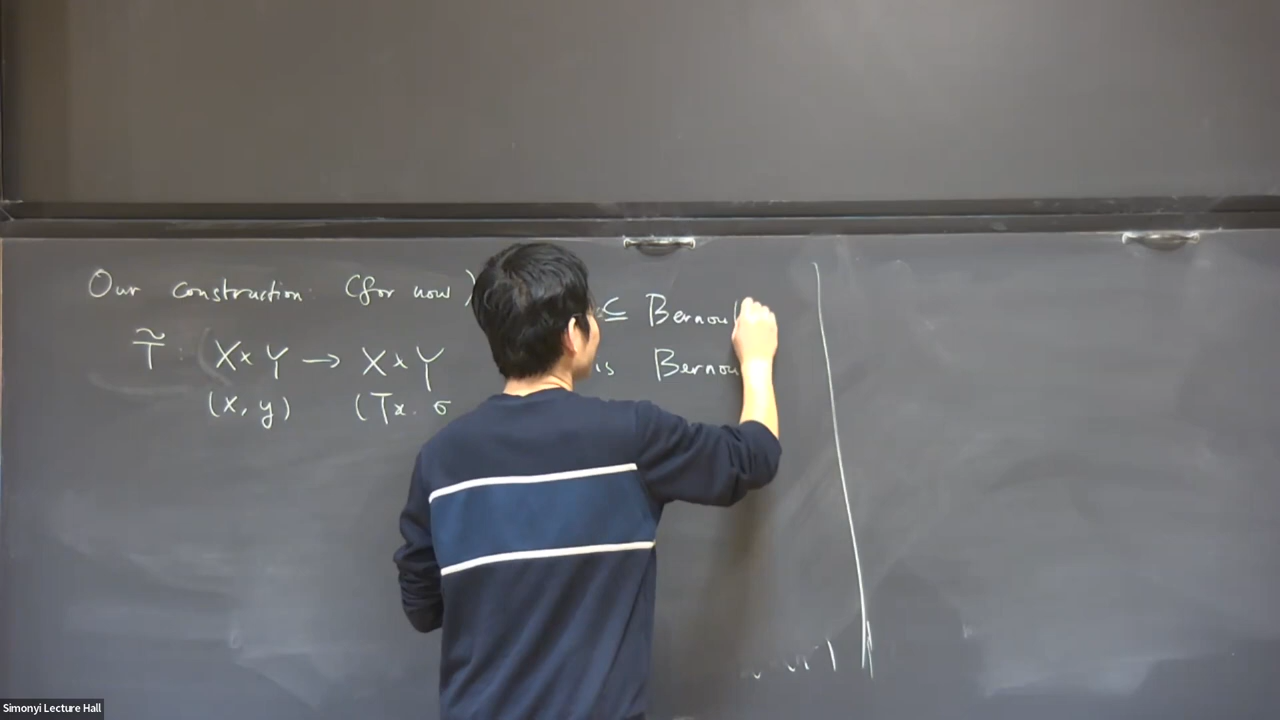 Our construction: (for now)
⊆ Bernou
T̃ : X × Y → X × Y
is Bernou
(x, y) (Tx, σ
Simonyi Lecture Hall